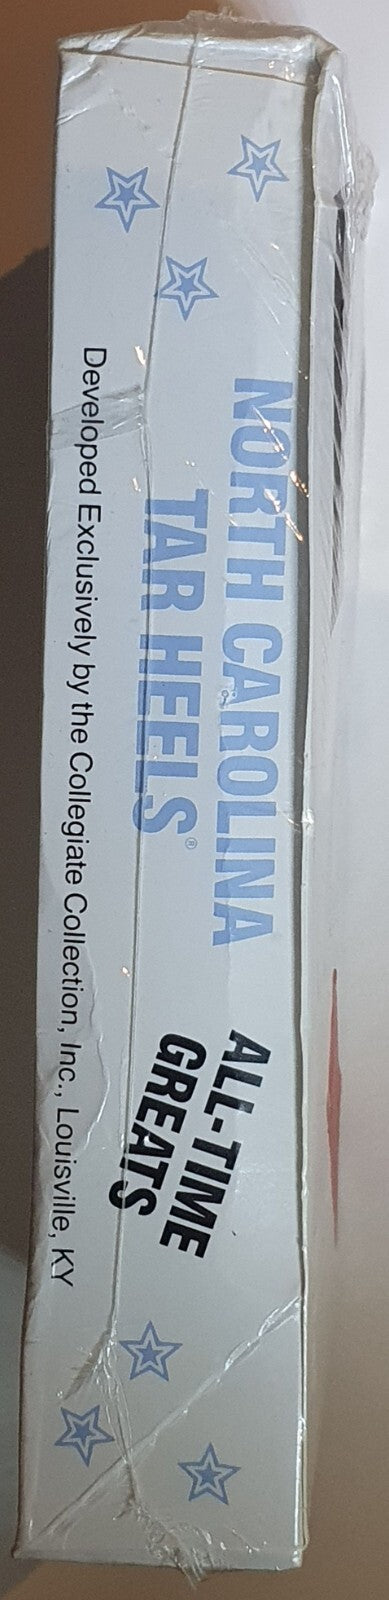 NORTH CAROLINA
TAR HEELS®
ALL-TIME
GREATS
Developed Exclusively by the Collegiate Collection, Inc., Louisville, KY